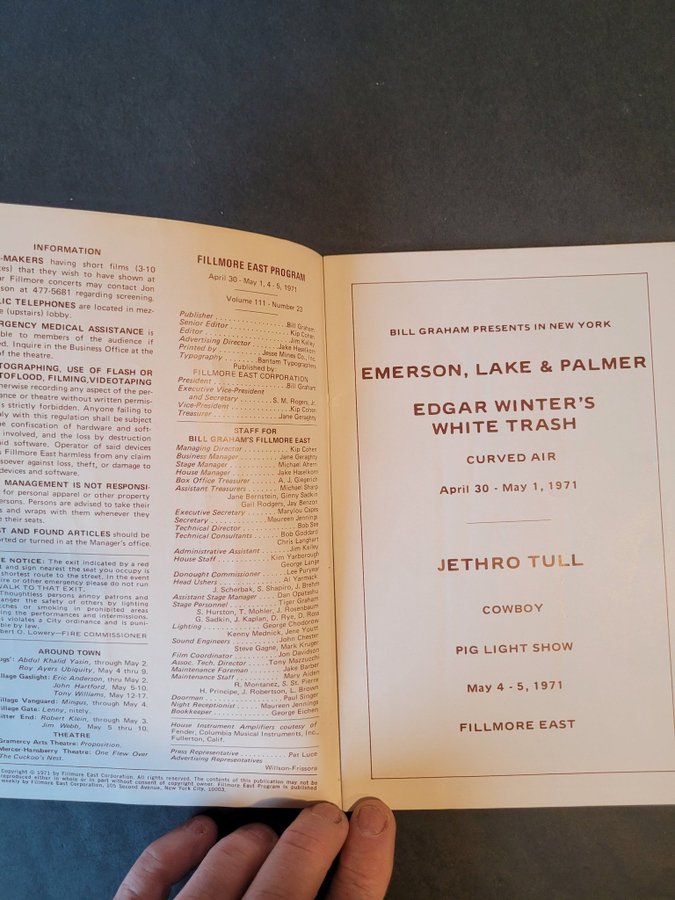 INFORMATION
-MAKERS having short films (3-10
es) that they wish to have shown at
Fillmore concerts may contact Jon
son at 477-5681 regarding screening.
LIC TELEPHONES are located in mez-
e (upstairs) lobby.
ERGENCY MEDICAL ASSISTANCE is
ble to members of the audience if
ed. Inquire in the Business Office at the
of the theatre.
TOGRAPHING, USE OF FLASH OR
TOFLOOD, FILMING, VIDEOTAPING
herwise recording any aspect of the per-
ance or theatre without written permis-
s strictly forbidden. Anyone failing to
ly with this regulation shall be subject
e confiscation of hardware and soft-
involved, and the loss by destruction
id software. Operator of said devices
s Fillmore East harmless from any claim
soever against loss, theft, or damage to
devices and software.
MANAGEMENT IS NOT RESPONSI-
for personal apparel or other property
ersons. Persons are advised to take their
s and wraps with them whenever they
e their seats.
ST AND FOUND ARTICLES should be
orted or turned in at the Manager's office.
E NOTICE: The exit indicated by a red
t and sign nearest the seat you occupy is
shortest route to the street. In the event
ire or other emergency please do not run
WALK TO THAT EXIT.
Thoughtless persons annoy patrons and
anger the safety of others by lighting
ches or smoking in prohibited areas
ng the performances and intermissions.
violates a City ordinance and is puni-
ble by law.
bert O. Lowery—FIRE COMMISSIONER
AROUND TOWN
ugs': Abdul Khalid Yasin, through May 2.
Roy Ayers Ubiquity, May 4 thru 9.
illage Gaslight: Eric Anderson, thru May 2.
John Hartford, May 5-10.
Tony Williams, May 12-17.
illage Vanguard: Mingus, through May 4.
illage Gate: Lenny, nitely.
itter End: Robert Klein, through May 3.
Jim Webb, May 5 thru 10.
THEATRE
Gramercy Arts Theatre: Proposition.
Mercer-Hansberry Theatre: One Flew Over
The Cuckoo's Nest.
FILLMORE EAST PROGRAM
April 30 - May 1, 4 - 5, 1971
Volume 111 - Number 23
Publisher Bill Graham
Senior Editor Kip Cohen
Editor Jim Kelley
Advertising Director Jake Haselkorn
Printed by Jesse Mines Co., Inc.
Typography Bantam Typographers
Published by:
FILLMORE EAST CORPORATION
President Bill Graham
Executive Vice-President
and Secretary S. M. Rogen, Jr.
Vice-President Kip Cohen
Treasurer Jane Geraghty
STAFF FOR
BILL GRAHAM'S FILLMORE EAST
Managing Director Kip Cohen
Business Manager Jane Geraghty
Stage Manager Michael Ahern
House Manager Jake Haselkorn
Box Office Treasurer A. J. Giegerich
Assistant Treasurers Michael Sharp
Jane Bernstein, Ginny Sadkin
Gail Rodgers, Jay Benzon
Executive Secretary Marylou Capes
Secretary Maureen Jennings
Technical Director Bob See
Technical Consultants Bob Goddard
Chris Langhart
Administrative Assistant Jim Kelley
House Staff Kim Yarborough
George Lange
Donought Commissioner Lee Puryear
Head Ushers Al Yarmack
J. Scherbak, S. Shapiro, J. Brehm
Assistant Stage Manager Dan Opatashu
Stage Personnel Tiger Graham
S. Hurston, T. Mohler, J. Rosenbaum
G. Sadkin, J. Kaplan, D. Rye, D. Ross
Lighting George Chodorow
Kenny Mednick, Jene Youtt
Sound Engineers John Chester
Steve Gagne, Mark Kruger
Film Coordinator Jon Davidson
Assoc. Tech. Director Tony Mazzucchi
Maintenance Foreman Jake Barber
Maintenance Staff Mary Aiden
R. Montanez, S. St. Pierre
H. Principe, J. Robertson, L. Brown
Doorman Paul Singer
Night Receptionist Maureen Jennings
Bookkeeper George Eichen
House Instrument Amplifiers courtesy of
Fender, Columbia Musical Instruments, Inc.,
Fullerton, Calif.
Press Representative Pat Luce
Advertising Representatives
Willson-Frissora
Copyright © 1971 by Fillmore East Corporation. All rights reserved. The contents of this publication may not be
reproduced either in whole or in part without consent of copyright owner. Fillmore East Program is published
weekly by Fillmore East Corporation, 105 Second Avenue, New York City, 10003.
BILL GRAHAM PRESENTS IN NEW YORK
EMERSON, LAKE & PALMER
EDGAR WINTER'S
WHITE TRASH
CURVED AIR
April 30 - May 1, 1971
JETHRO TULL
COWBOY
PIG LIGHT SHOW
May 4 - 5, 1971
FILLMORE EAST